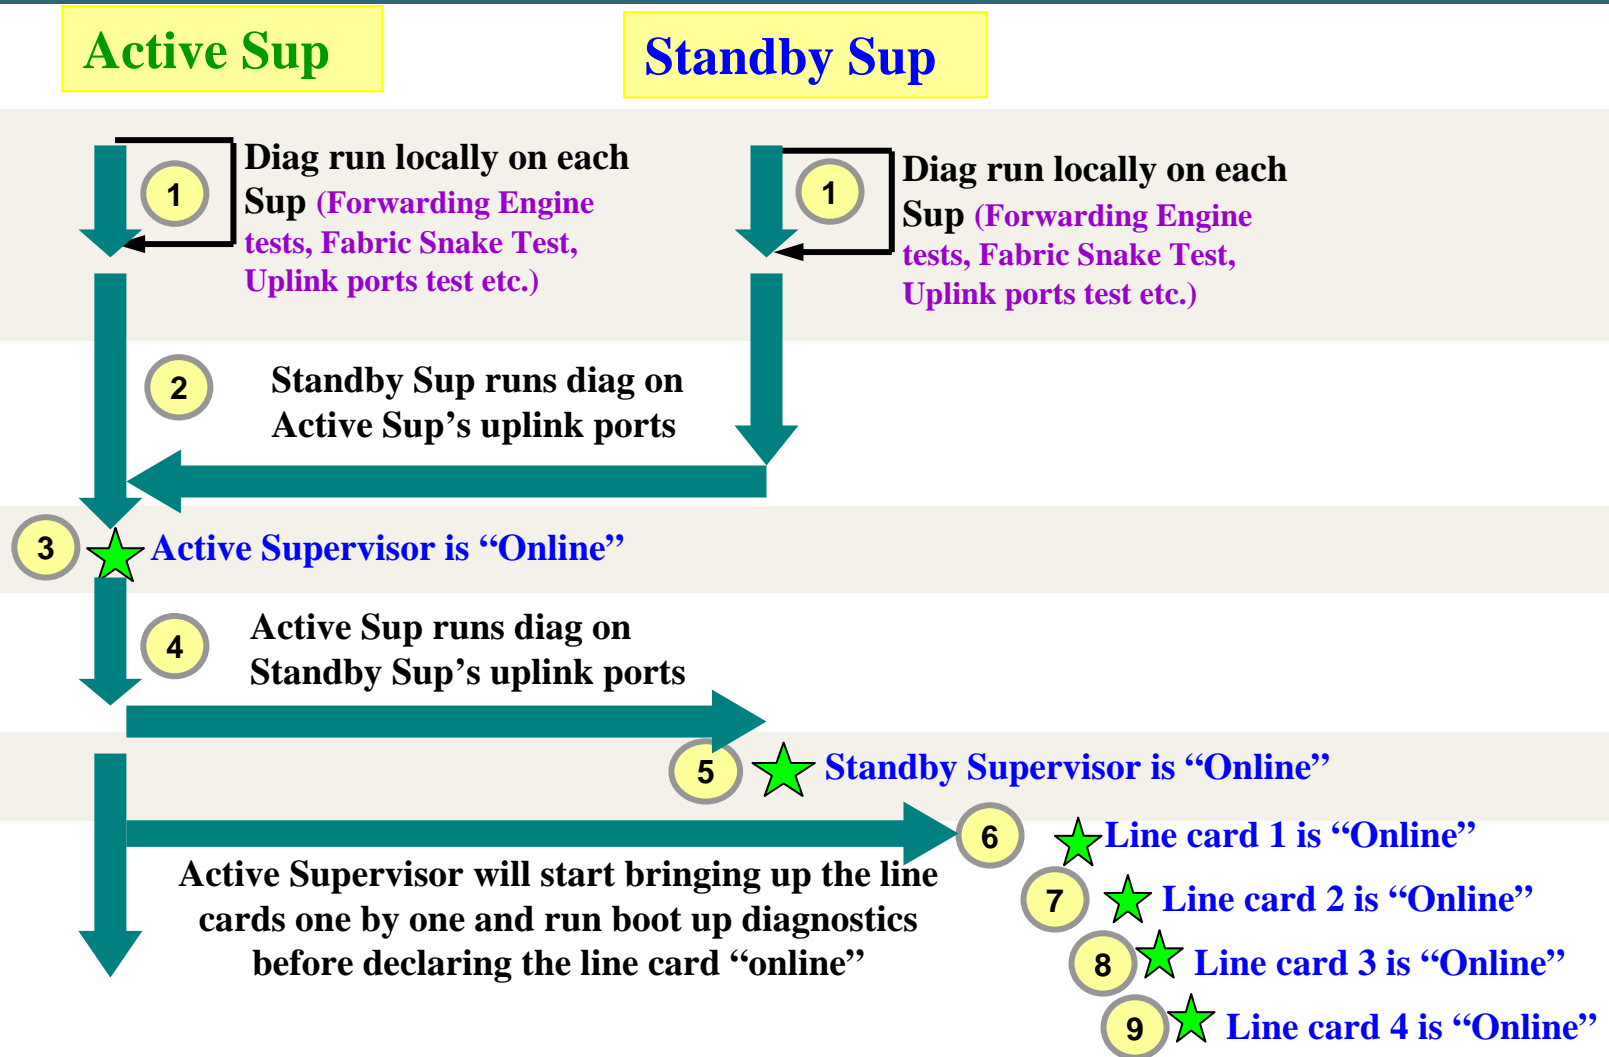 Active Sup
Standby Sup
1
Diag run locally on each
Sup (Forwarding Engine
tests, Fabric Snake Test,
Uplink ports test etc.)
1
Diag run locally on each
Sup (Forwarding Engine
tests, Fabric Snake Test,
Uplink ports test etc.)
2
Standby Sup runs diag on
Active Sup’s uplink ports
3
Active Supervisor is “Online”
4
Active Sup runs diag on
Standby Sup’s uplink ports
5
Standby Supervisor is “Online”
6
Line card 1 is “Online”
Active Supervisor will start bringing up the line
cards one by one and run boot up diagnostics
before declaring the line card “online”
7
Line card 2 is “Online”
8
Line card 3 is “Online”
9
Line card 4 is “Online”